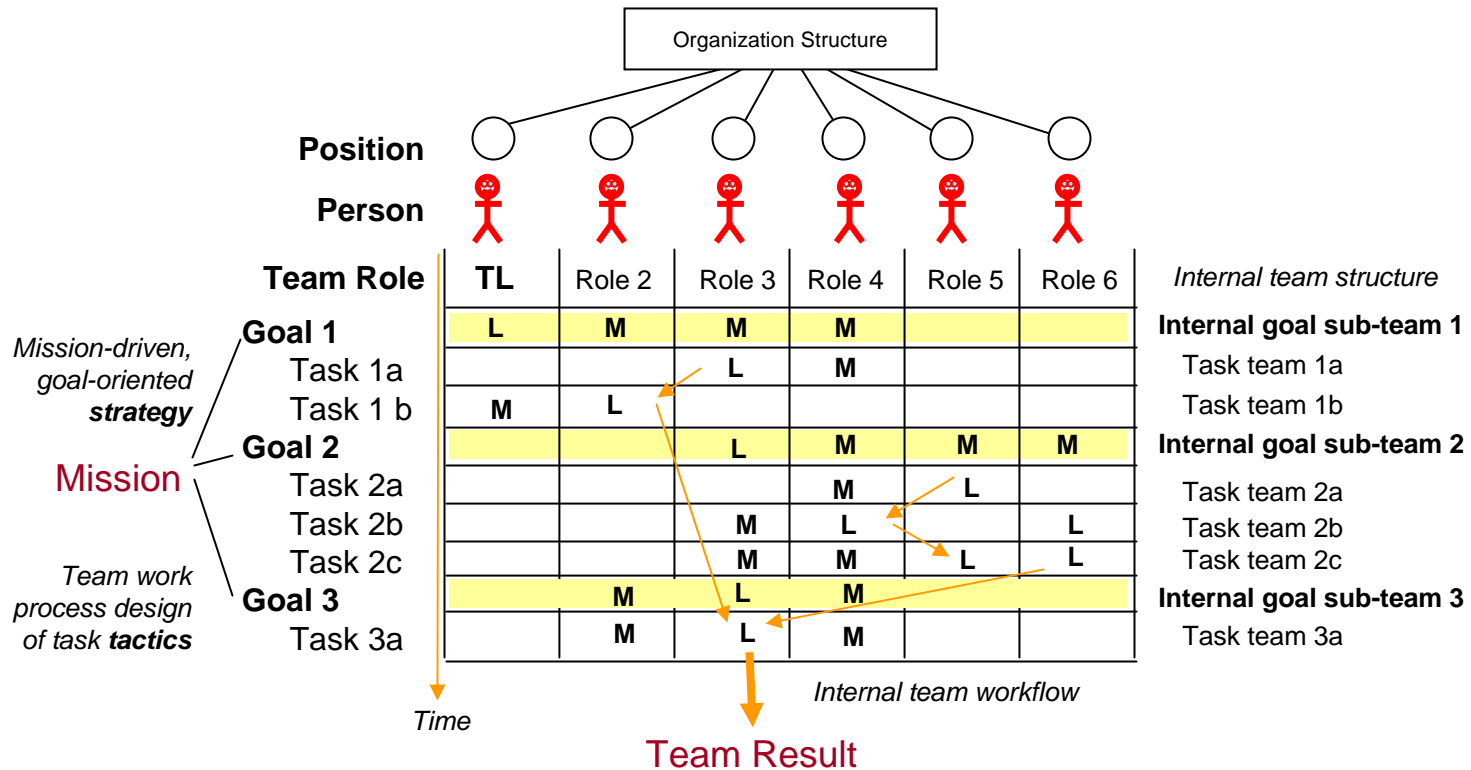 Organization Structure
Position
Person
Team Role TL Role 2 Role 3 Role 4 Role 5 Role 6 Internal team structure
Goal 1 L M M M Internal goal sub-team 1
Mission-driven,
goal-oriented
strategy
Task 1a L M Task team 1a
Task 1 b M L Task team 1b
Goal 2 L M M M Internal goal sub-team 2
Mission
Task 2a M L Task team 2a
Task 2b M L L Task team 2b
Task 2c M M L L Task team 2c
Team work
process design
of task tactics
Goal 3 M L M Internal goal sub-team 3
Task 3a M L M Task team 3a
Internal team workflow
Time
Team Result